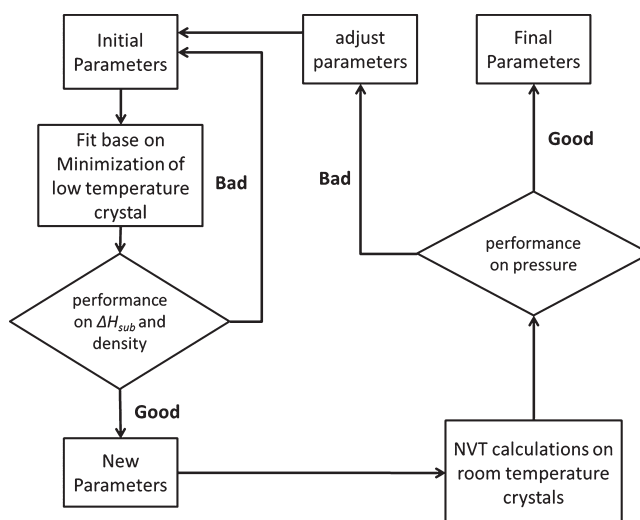 Initial
Parameters
adjust
parameters
Final
Parameters
Fit base on
Minimization of
low temperature
crystal
Bad
Bad
Good
performance
on ΔHsub and
density
performance
on pressure
Good
New
Parameters
NVT calculations on
room temperature
crystals